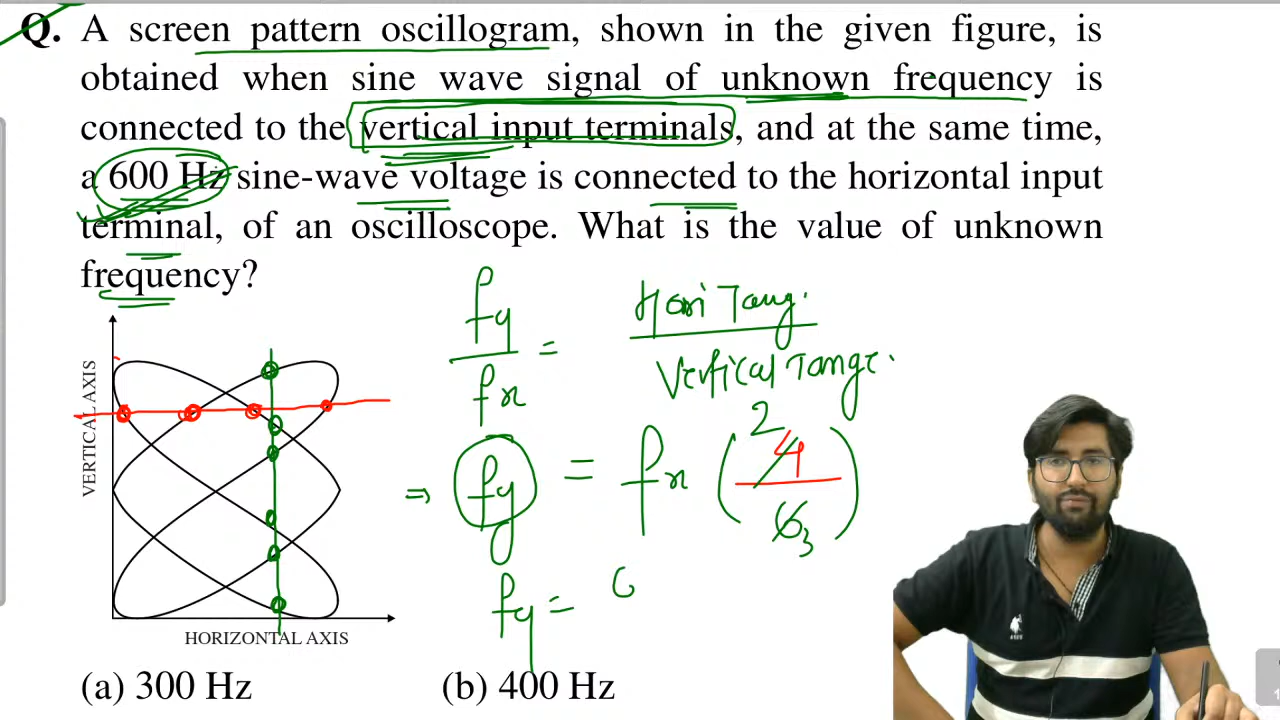 Q. A screen pattern oscillogram, shown in the given figure, is
obtained when sine wave signal of unknown frequency is
connected to the vertical input terminals, and at the same time,
a 600 Hz sine-wave voltage is connected to the horizontal input
terminal, of an oscilloscope. What is the value of unknown
frequency?
VERTICAL AXIS
HORIZONTAL AXIS
fy / fx = Hori Tang. / Vertical Tange.
⇒ fy = fx ( 2 4 / 6 3 )
fy =
(a) 300 Hz (b) 400 Hz